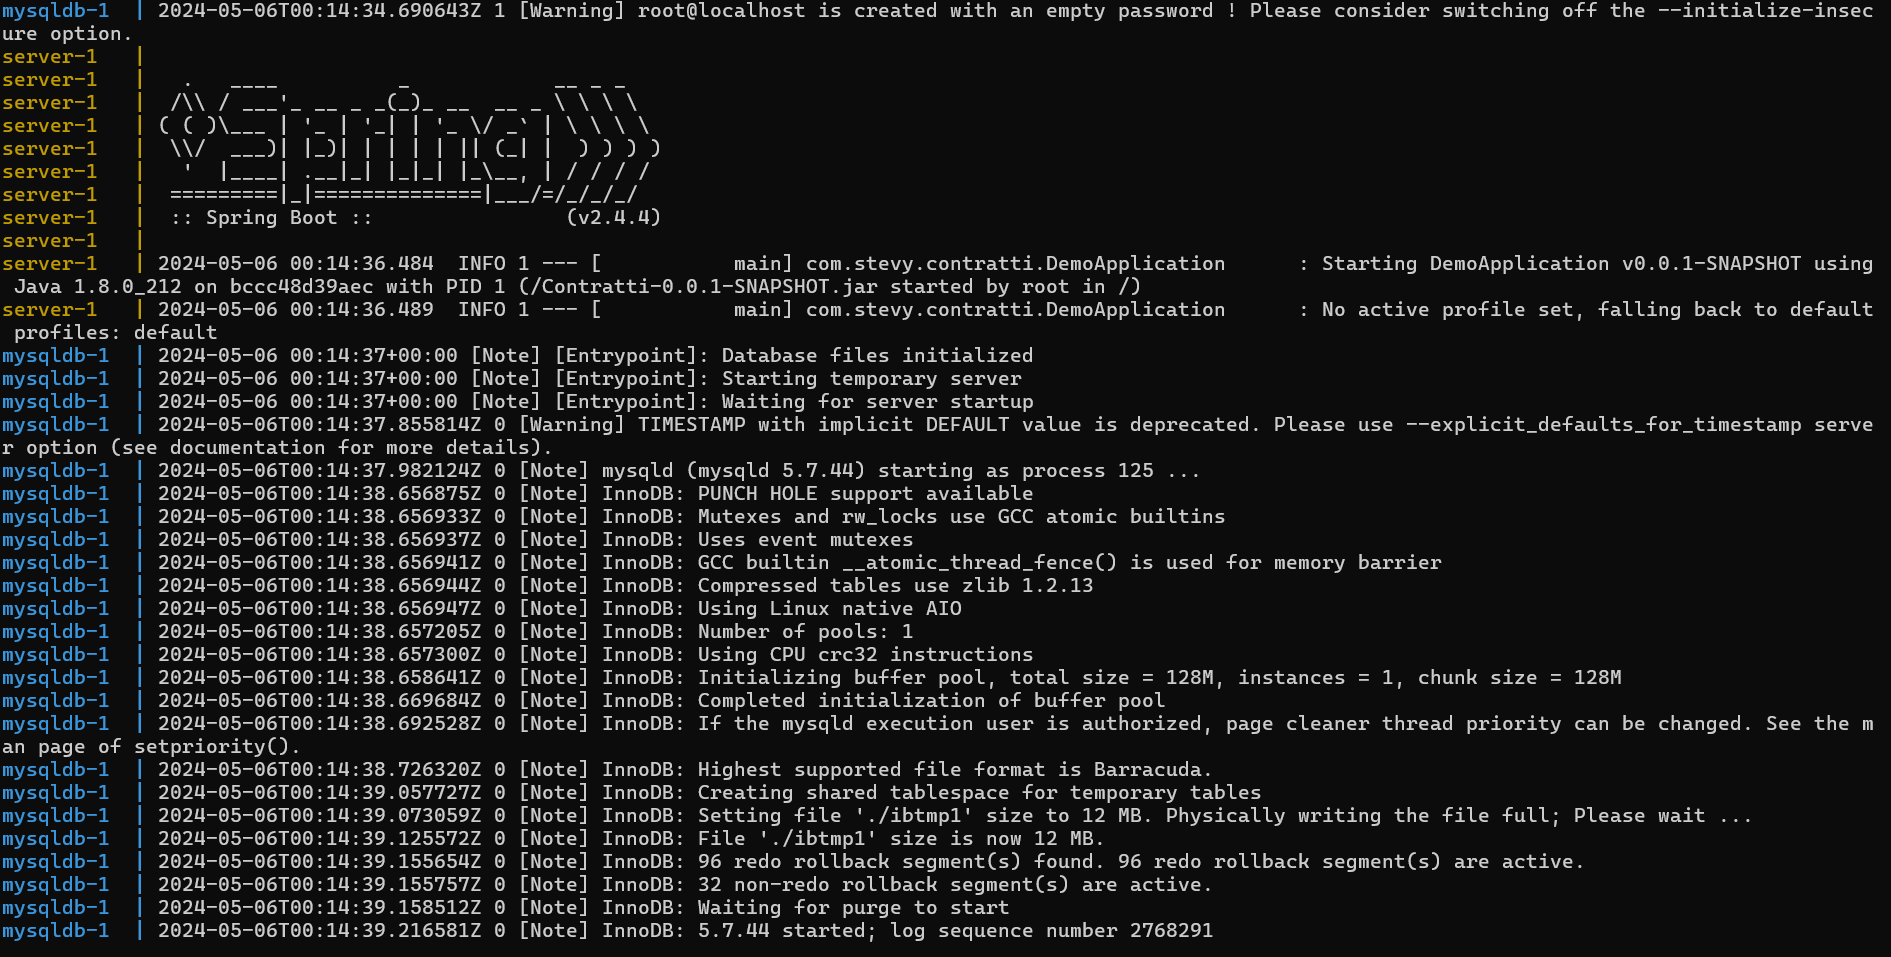 mysqldb-1  | 2024-05-06T00:14:34.690643Z 1 [Warning] root@localhost is created with an empty password ! Please consider switching off the --initialize-insec
ure option.
server-1   |
server-1   |   .   ____          _            __ _ _
server-1   |  /\\ / ___'_ __ _ _(_)_ __  __ _ \ \ \ \
server-1   | ( ( )\___ | '_ | '_| | '_ \/ _` | \ \ \ \
server-1   |  \\/  ___)| |_)| | | | | || (_| |  ) ) ) )
server-1   |   '  |____| .__|_| |_|_| |_\__, | / / / /
server-1   |  =========|_|==============|___/=/_/_/_/
server-1   |  :: Spring Boot ::                (v2.4.4)
server-1   |
server-1   | 2024-05-06 00:14:36.484  INFO 1 --- [           main] com.stevy.contratti.DemoApplication      : Starting DemoApplication v0.0.1-SNAPSHOT using
 Java 1.8.0_212 on bccc48d39aec with PID 1 (/Contratti-0.0.1-SNAPSHOT.jar started by root in /)
server-1   | 2024-05-06 00:14:36.489  INFO 1 --- [           main] com.stevy.contratti.DemoApplication      : No active profile set, falling back to default
 profiles: default
mysqldb-1  | 2024-05-06 00:14:37+00:00 [Note] [Entrypoint]: Database files initialized
mysqldb-1  | 2024-05-06 00:14:37+00:00 [Note] [Entrypoint]: Starting temporary server
mysqldb-1  | 2024-05-06 00:14:37+00:00 [Note] [Entrypoint]: Waiting for server startup
mysqldb-1  | 2024-05-06T00:14:37.855814Z 0 [Warning] TIMESTAMP with implicit DEFAULT value is deprecated. Please use --explicit_defaults_for_timestamp serve
r option (see documentation for more details).
mysqldb-1  | 2024-05-06T00:14:37.982124Z 0 [Note] mysqld (mysqld 5.7.44) starting as process 125 ...
mysqldb-1  | 2024-05-06T00:14:38.656875Z 0 [Note] InnoDB: PUNCH HOLE support available
mysqldb-1  | 2024-05-06T00:14:38.656933Z 0 [Note] InnoDB: Mutexes and rw_locks use GCC atomic builtins
mysqldb-1  | 2024-05-06T00:14:38.656937Z 0 [Note] InnoDB: Uses event mutexes
mysqldb-1  | 2024-05-06T00:14:38.656941Z 0 [Note] InnoDB: GCC builtin __atomic_thread_fence() is used for memory barrier
mysqldb-1  | 2024-05-06T00:14:38.656944Z 0 [Note] InnoDB: Compressed tables use zlib 1.2.13
mysqldb-1  | 2024-05-06T00:14:38.656947Z 0 [Note] InnoDB: Using Linux native AIO
mysqldb-1  | 2024-05-06T00:14:38.657205Z 0 [Note] InnoDB: Number of pools: 1
mysqldb-1  | 2024-05-06T00:14:38.657300Z 0 [Note] InnoDB: Using CPU crc32 instructions
mysqldb-1  | 2024-05-06T00:14:38.658641Z 0 [Note] InnoDB: Initializing buffer pool, total size = 128M, instances = 1, chunk size = 128M
mysqldb-1  | 2024-05-06T00:14:38.669684Z 0 [Note] InnoDB: Completed initialization of buffer pool
mysqldb-1  | 2024-05-06T00:14:38.692528Z 0 [Note] InnoDB: If the mysqld execution user is authorized, page cleaner thread priority can be changed. See the m
an page of setpriority().
mysqldb-1  | 2024-05-06T00:14:38.726320Z 0 [Note] InnoDB: Highest supported file format is Barracuda.
mysqldb-1  | 2024-05-06T00:14:39.057727Z 0 [Note] InnoDB: Creating shared tablespace for temporary tables
mysqldb-1  | 2024-05-06T00:14:39.073059Z 0 [Note] InnoDB: Setting file './ibtmp1' size to 12 MB. Physically writing the file full; Please wait ...
mysqldb-1  | 2024-05-06T00:14:39.125572Z 0 [Note] InnoDB: File './ibtmp1' size is now 12 MB.
mysqldb-1  | 2024-05-06T00:14:39.155654Z 0 [Note] InnoDB: 96 redo rollback segment(s) found. 96 redo rollback segment(s) are active.
mysqldb-1  | 2024-05-06T00:14:39.155757Z 0 [Note] InnoDB: 32 non-redo rollback segment(s) are active.
mysqldb-1  | 2024-05-06T00:14:39.158512Z 0 [Note] InnoDB: Waiting for purge to start
mysqldb-1  | 2024-05-06T00:14:39.216581Z 0 [Note] InnoDB: 5.7.44 started; log sequence number 2768291